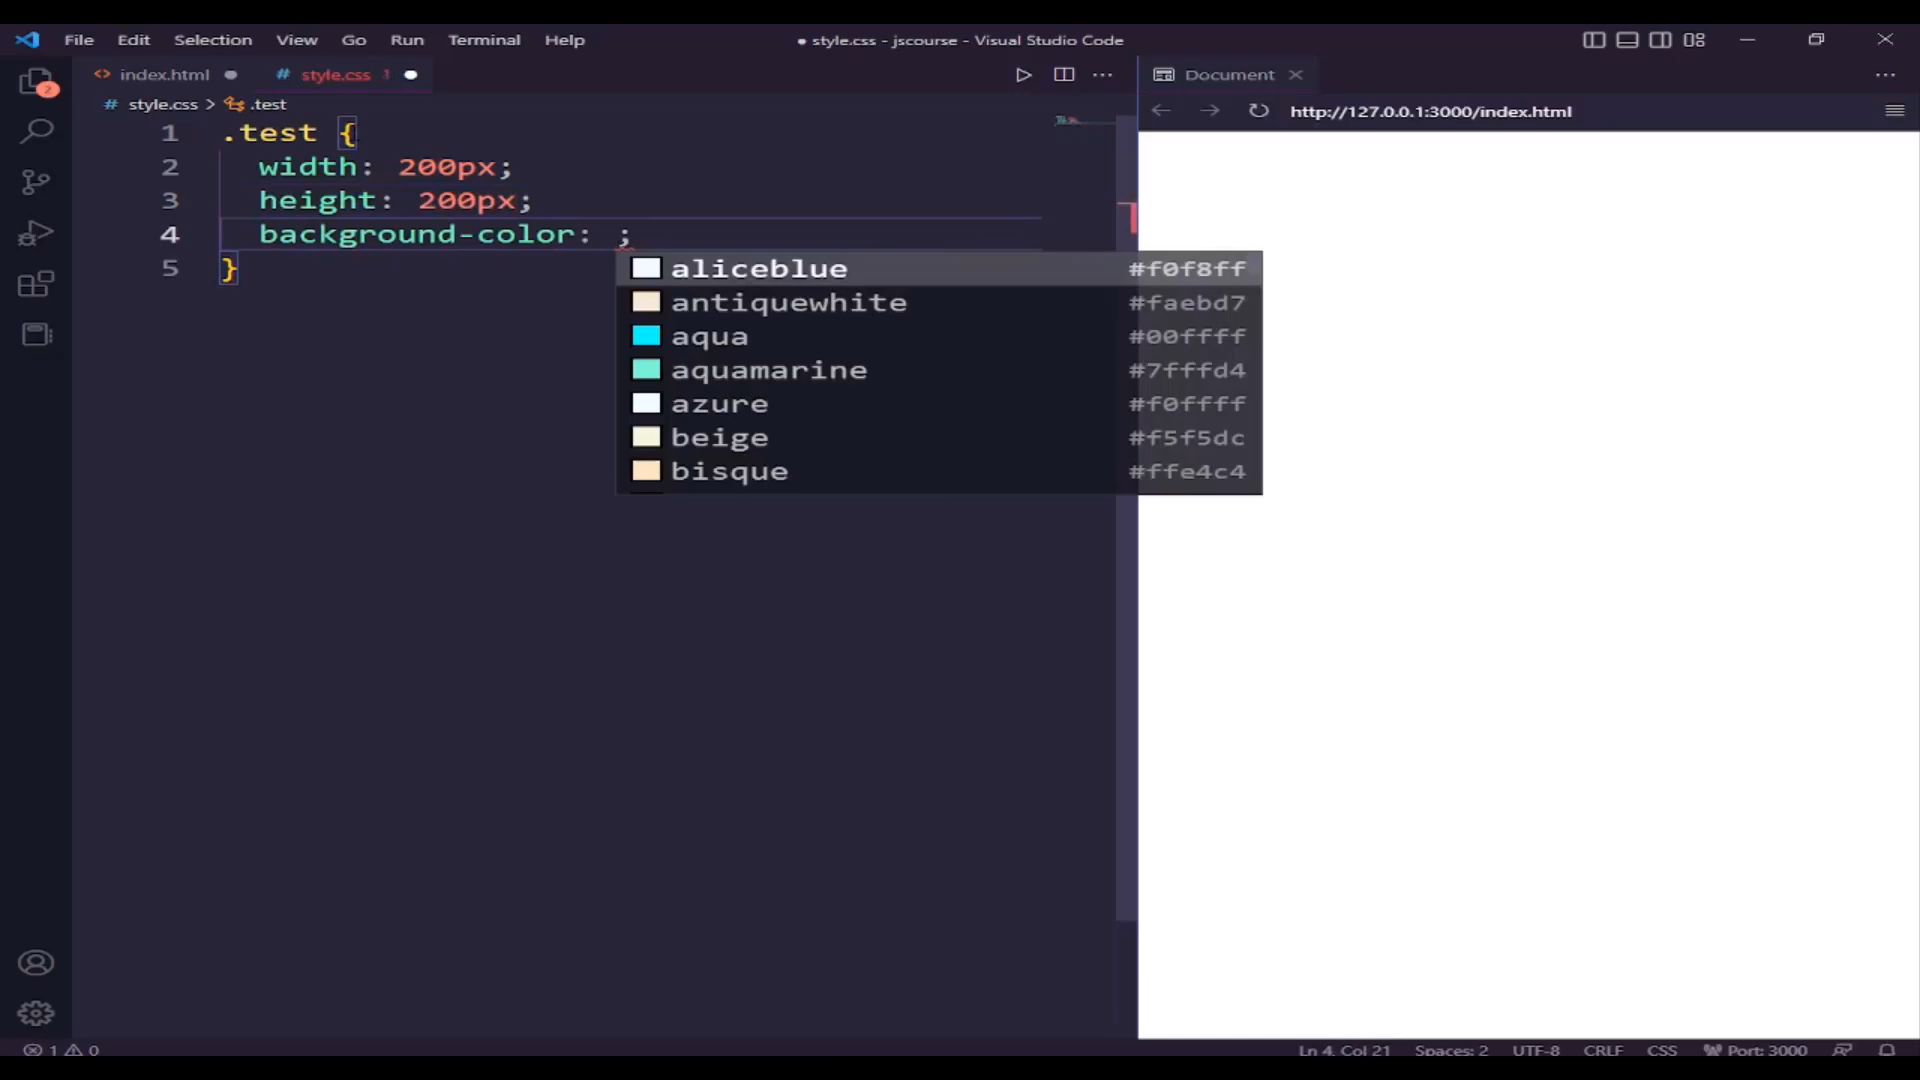 File Edit Selection View Go Run Terminal Help
● style.css - jscourse - Visual Studio Code
index.html ●
# style.css 1 ●
Document
2
# style.css > .test
http://127.0.0.1:3000/index.html
1 .test {
2 width: 200px;
3 height: 200px;
4 background-color: ;
5 }
aliceblue #f0f8ff
antiquewhite #faebd7
aqua #00ffff
aquamarine #7fffd4
azure #f0ffff
beige #f5f5dc
bisque #ffe4c4
1 0
Ln 4, Col 21 Spaces: 2 UTF-8 CRLF CSS Port: 3000